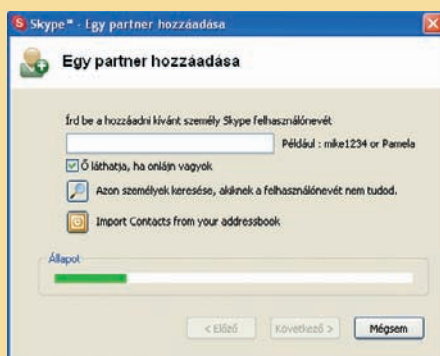 Skype™ - Egy partner hozzáadása
Egy partner hozzáadása
Írd be a hozzáadni kívánt személy Skype felhasználónevét
Például : mike1234 or Pamela
Ő láthatja, ha onlájn vagyok
Azon személyek keresése, akiknek a felhasználónevét nem tudod.
Import Contacts from your addressbook
Állapot
< Előző Következő > Mégsem